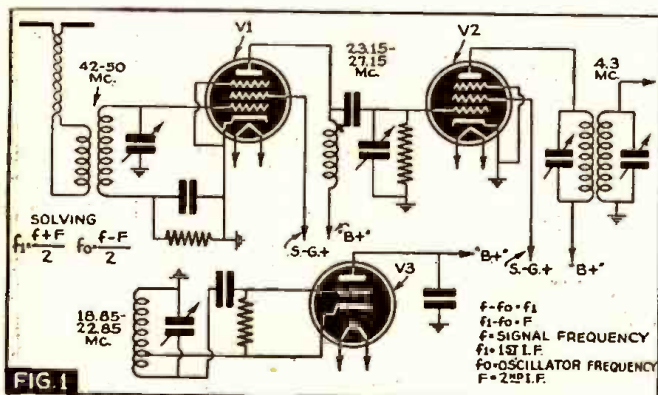 V1
V2
42-50
MC.
23.15-
27.15
MC.
4.3
MC.
SOLVING
f1=f+F/2 fo=f-F/2
S.-G.+
"B+"
S.-G.+
"B+"
V3
"B+"
18.85-
22.85
MC.
f-fo=f1
f1-fo=F
f=SIGNAL FREQUENCY
f1=1ST I.F.
fo=OSCILLATOR FREQUENCY
F=2ND I.F.
FIG.1